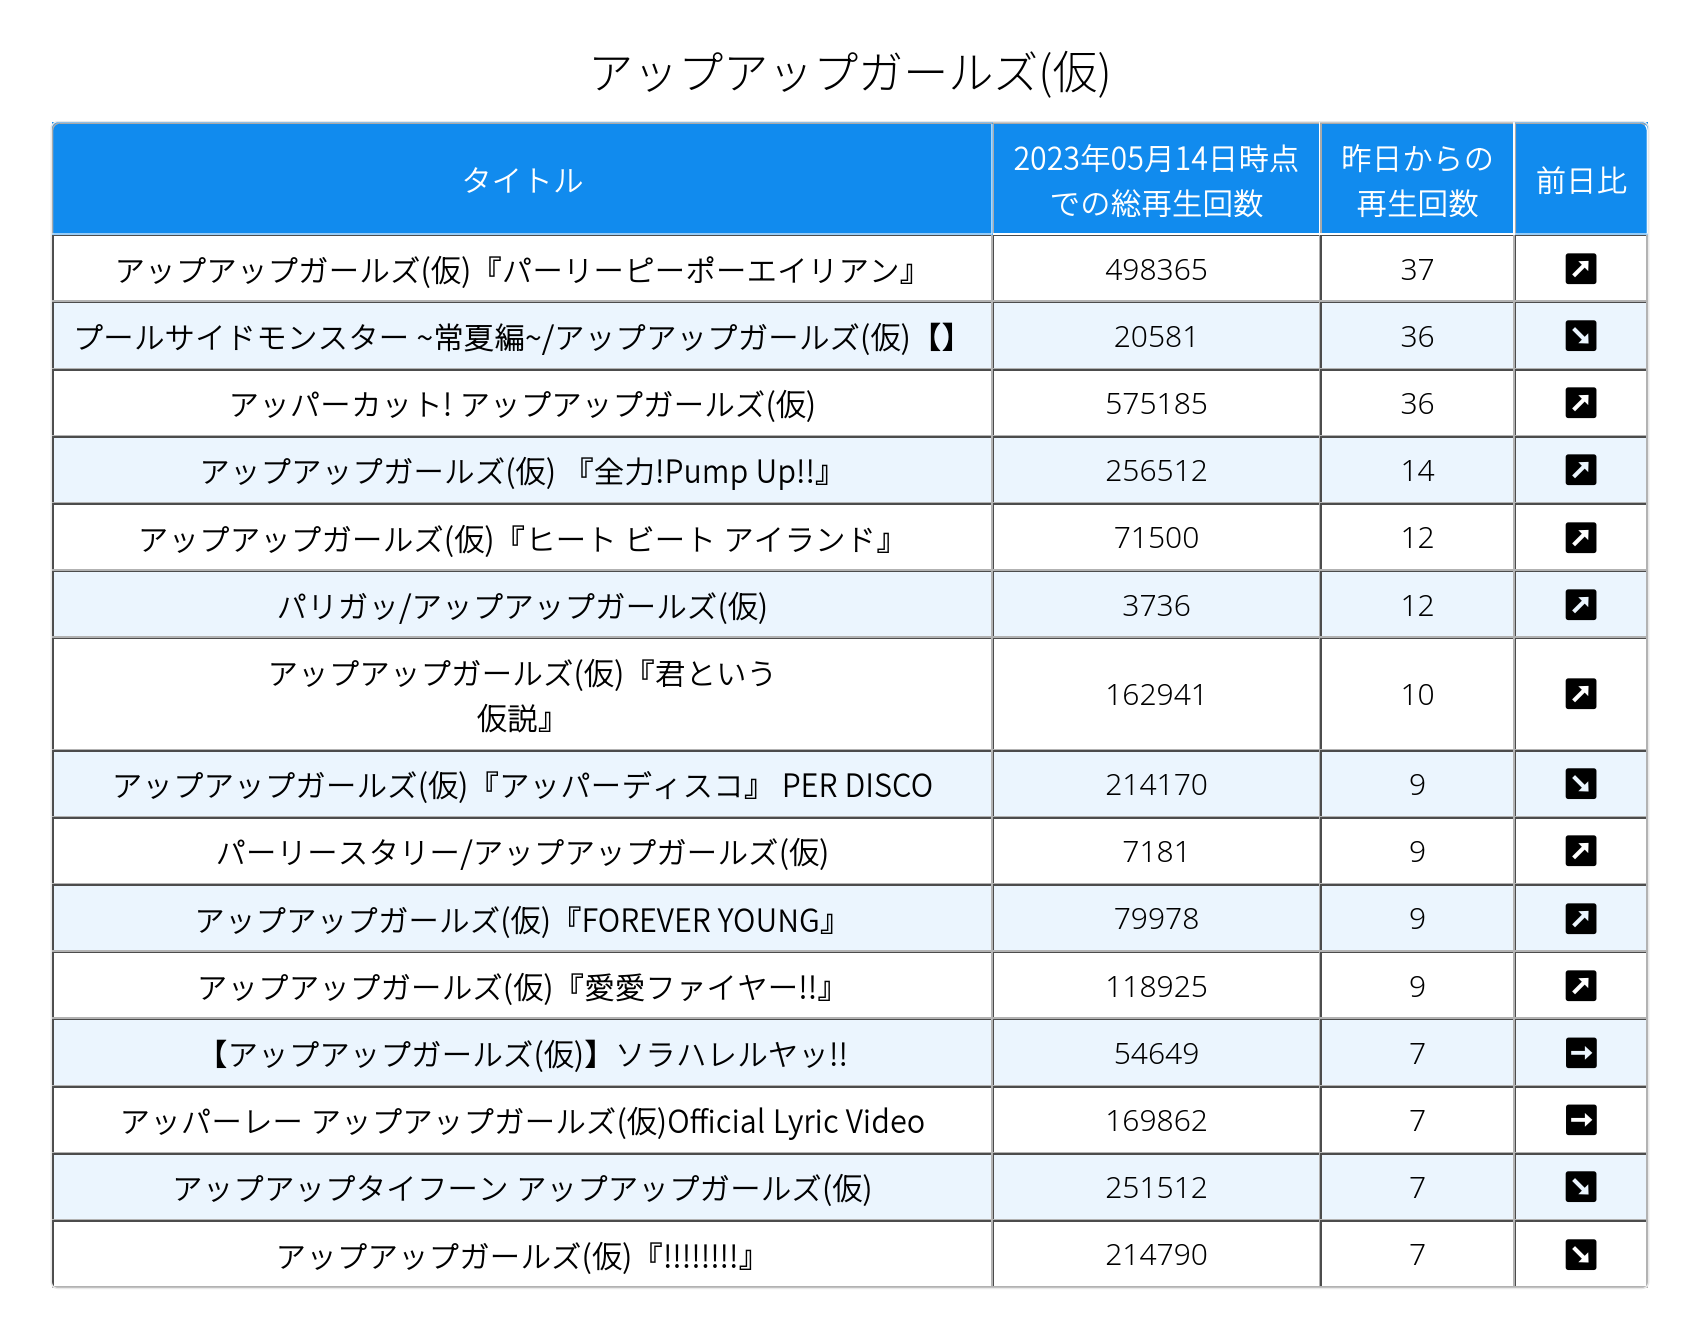 アップアップガールズ(仮)
タイトル
2023年05月14日時点
での総再生回数
昨日からの
再生回数
前日比
アップアップガールズ(仮)『パーリーピーポーエイリアン』 498365 37
プールサイドモンスター ~常夏編~/アップアップガールズ(仮)【】 20581 36
アッパーカット! アップアップガールズ(仮) 575185 36
アップアップガールズ(仮) 『全力!Pump Up!!』 256512 14
アップアップガールズ(仮)『ヒート ビート アイランド』 71500 12
パリガッ/アップアップガールズ(仮) 3736 12
アップアップガールズ(仮)『君という
仮説』 162941 10
アップアップガールズ(仮)『アッパーディスコ』 PER DISCO 214170 9
パーリースタリー/アップアップガールズ(仮) 7181 9
アップアップガールズ(仮)『FOREVER YOUNG』 79978 9
アップアップガールズ(仮)『愛愛ファイヤー!!』 118925 9
【アップアップガールズ(仮)】ソラハレルヤッ!! 54649 7
アッパーレー アップアップガールズ(仮)Official Lyric Video 169862 7
アップアップタイフーン アップアップガールズ(仮) 251512 7
アップアップガールズ(仮)『!!!!!!!!』 214790 7